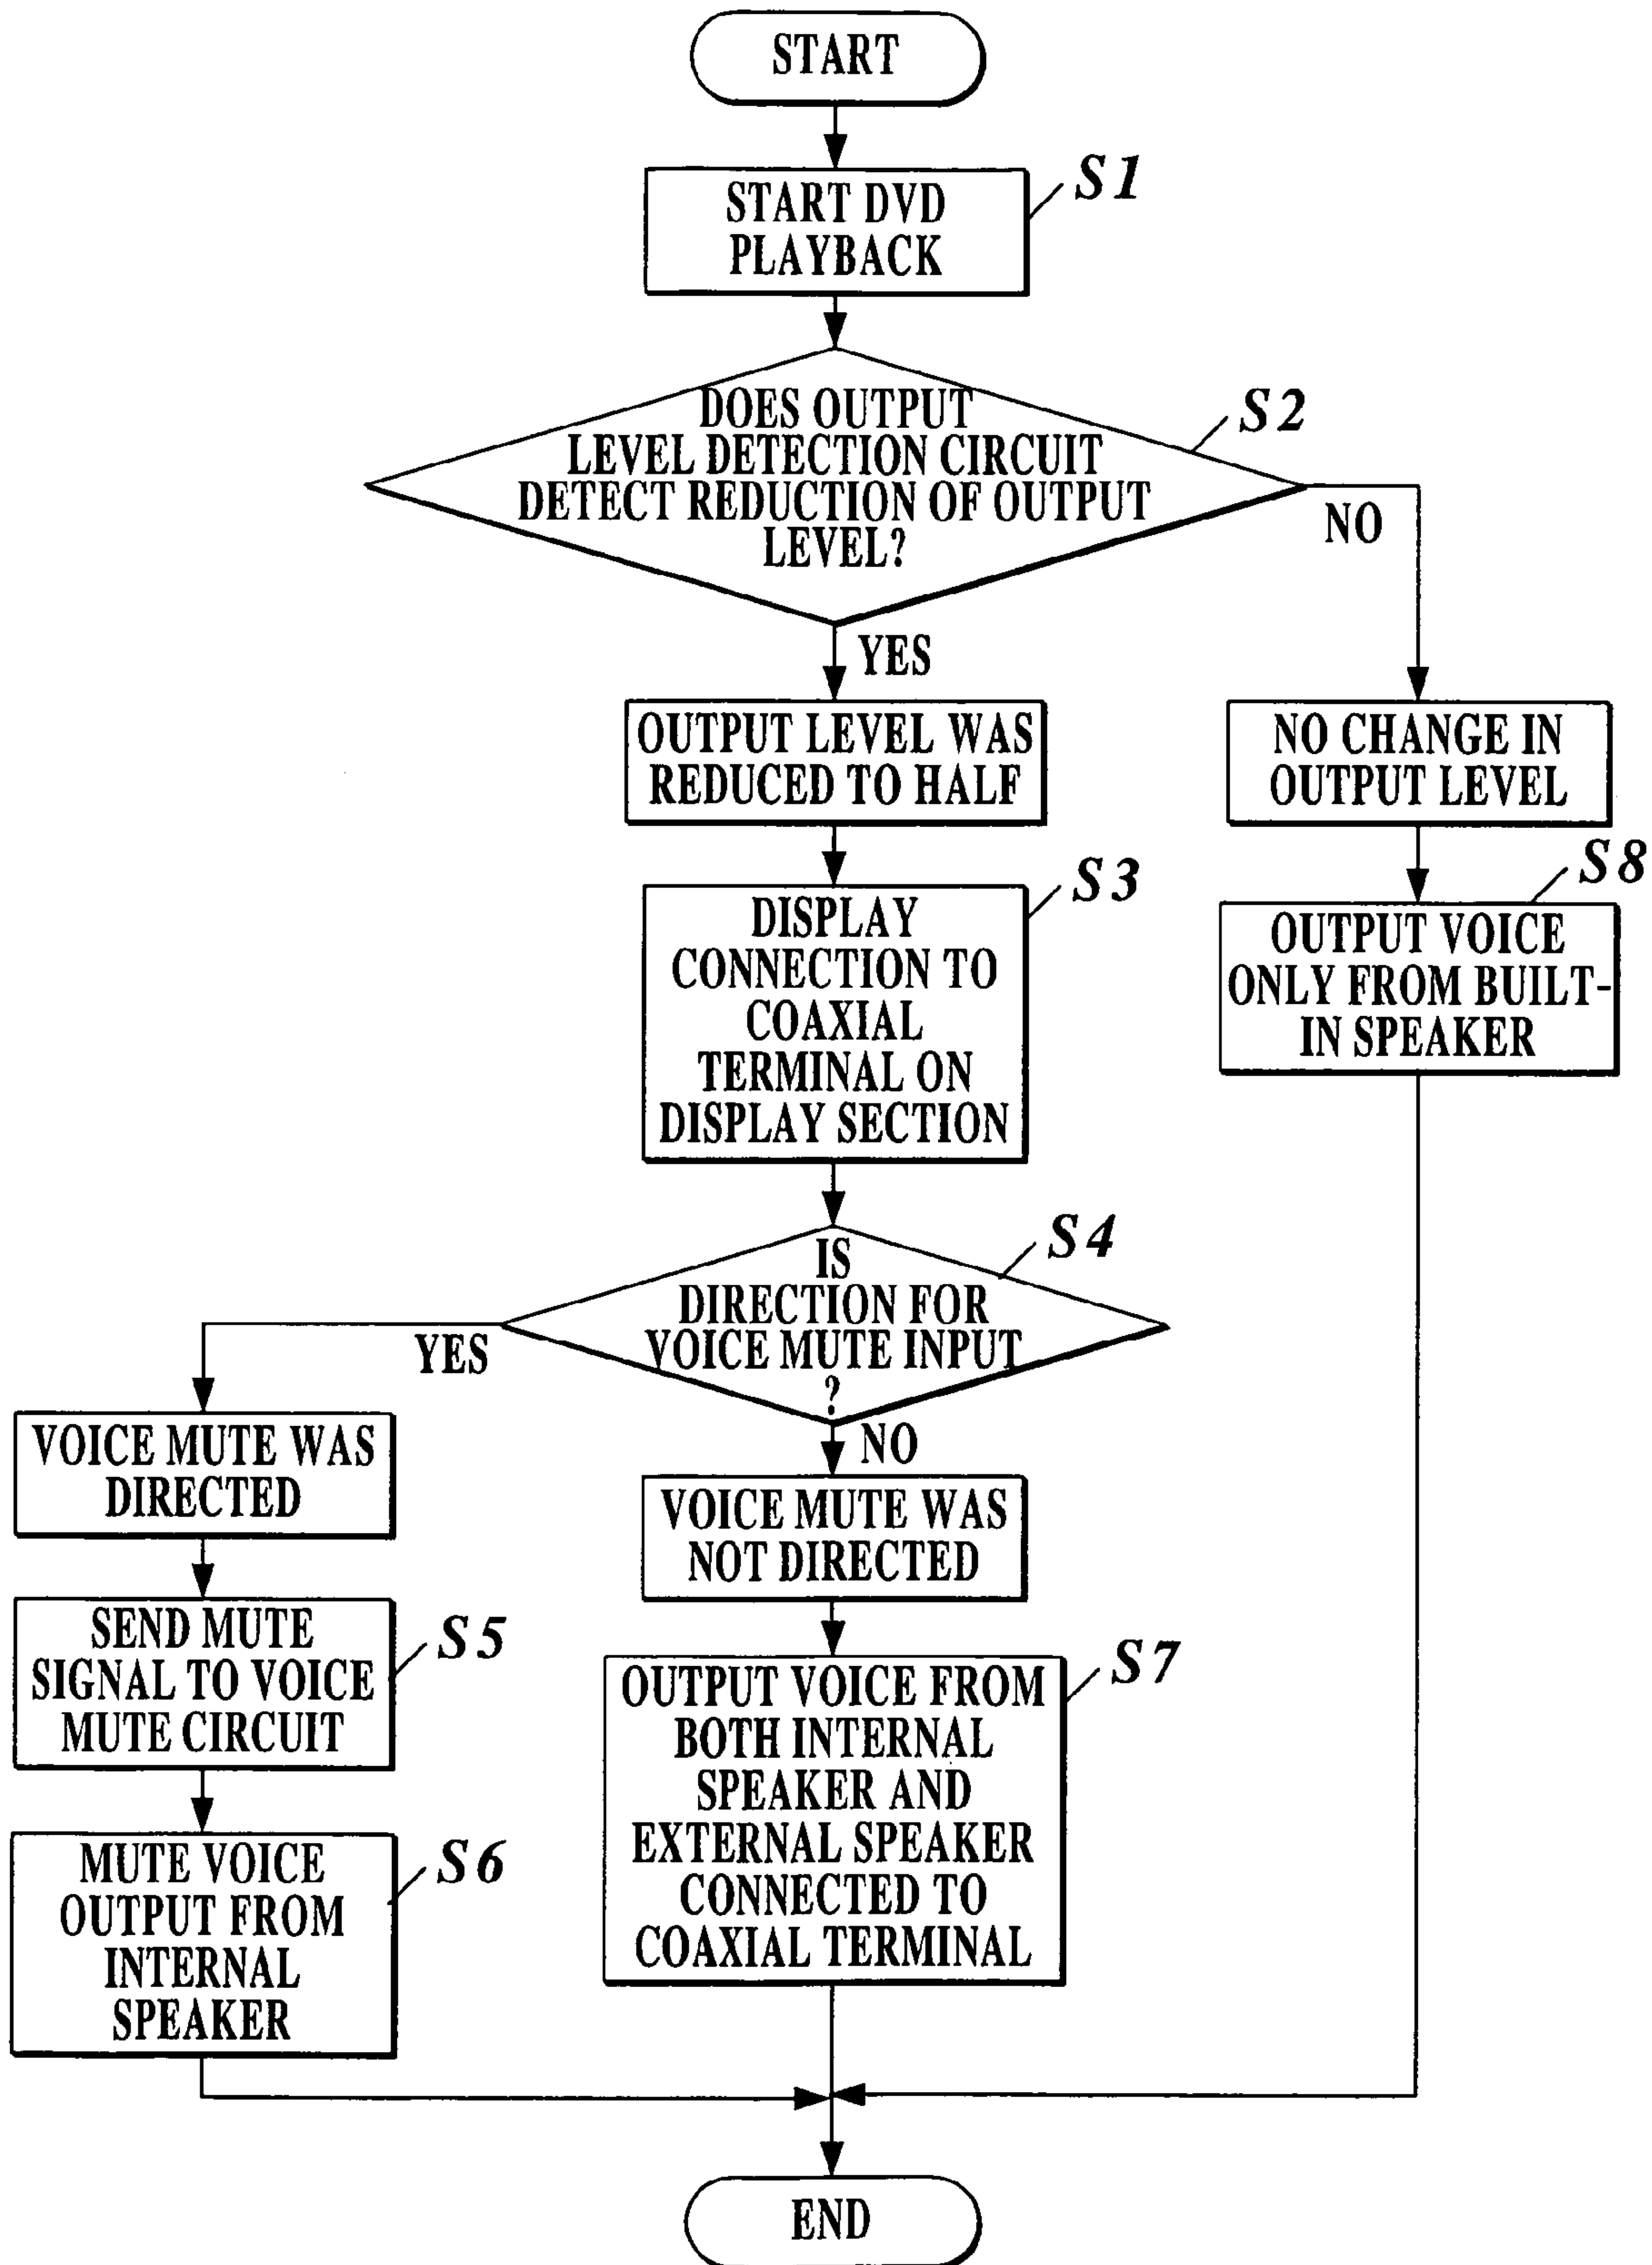 START
START DVD
PLAYBACK
S1
DOES OUTPUT
LEVEL DETECTION CIRCUIT
DETECT REDUCTION OF OUTPUT
LEVEL?
S2
NO
YES
OUTPUT LEVEL WAS
REDUCED TO HALF
NO CHANGE IN
OUTPUT LEVEL
S3
DISPLAY
CONNECTION TO
COAXIAL
TERMINAL ON
DISPLAY SECTION
S8
OUTPUT VOICE
ONLY FROM BUILT-
IN SPEAKER
S4
IS
DIRECTION FOR
VOICE MUTE INPUT
?
YES
NO
VOICE MUTE WAS
DIRECTED
VOICE MUTE WAS
NOT DIRECTED
SEND MUTE
SIGNAL TO VOICE
MUTE CIRCUIT
S5
OUTPUT VOICE FROM
BOTH INTERNAL
SPEAKER AND
EXTERNAL SPEAKER
CONNECTED TO
COAXIAL TERMINAL
S7
MUTE VOICE
OUTPUT FROM
INTERNAL
SPEAKER
S6
END